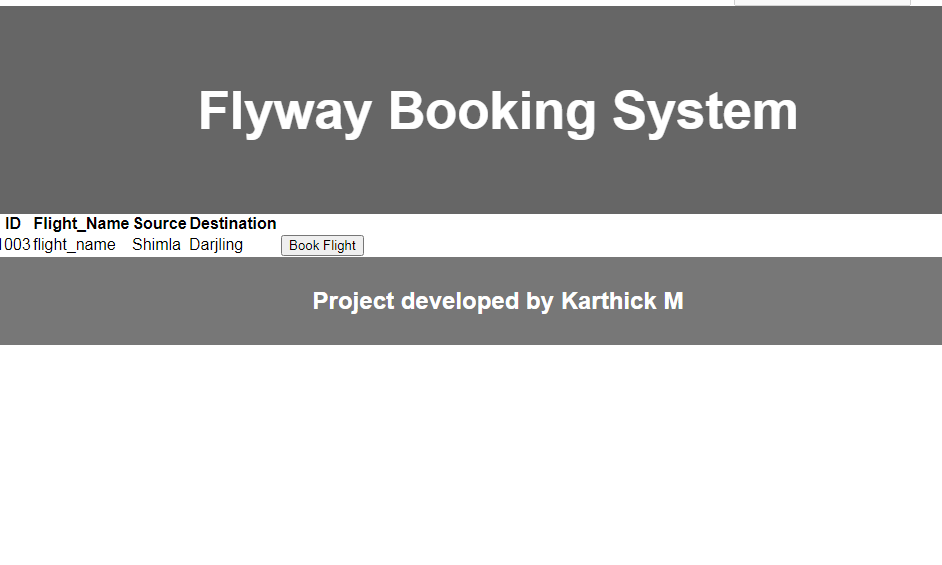 Flyway Booking System
ID Flight_Name Source Destination
1003 flight_name Shimla Darjling Book Flight
Project developed by Karthick M